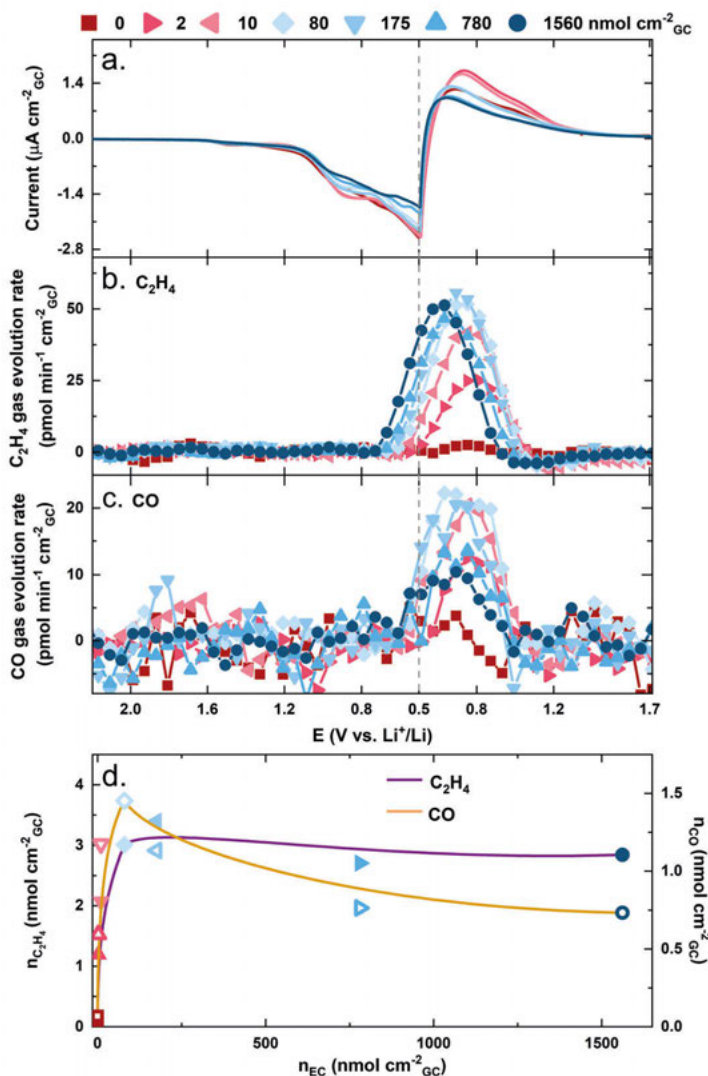 0 2 10 80 175 780 1560 nmol cm⁻²GC
a.
Current (μA cm⁻²GC)
1.4
0.0
-1.4
-2.8
b. C₂H₄
C₂H₄ gas evolution rate
(pmol min⁻¹ cm⁻²GC)
50
25
0
c. CO
CO gas evolution rate
(pmol min⁻¹ cm⁻²GC)
20
10
0
2.0 1.6 1.2 0.8 0.5 0.8 1.2 1.7
E (V vs. Li⁺/Li)
d.
C₂H₄
CO
nC₂H₄ (nmol cm⁻²GC)
4
3
2
1
0
nCO (nmol cm⁻²GC)
1.5
1.0
0.5
0.0
0 500 1000 1500
nEC (nmol cm⁻²GC)